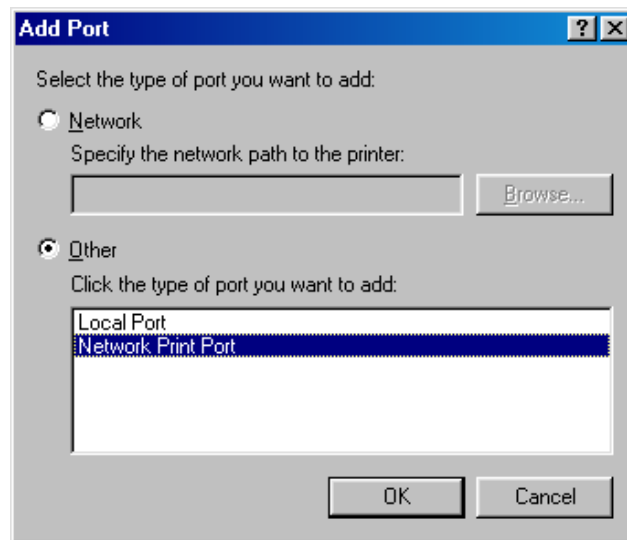 Add Port
Select the type of port you want to add:
Network
Specify the network path to the printer:
Browse...
Other
Click the type of port you want to add:
Local Port
Network Print Port
OK Cancel